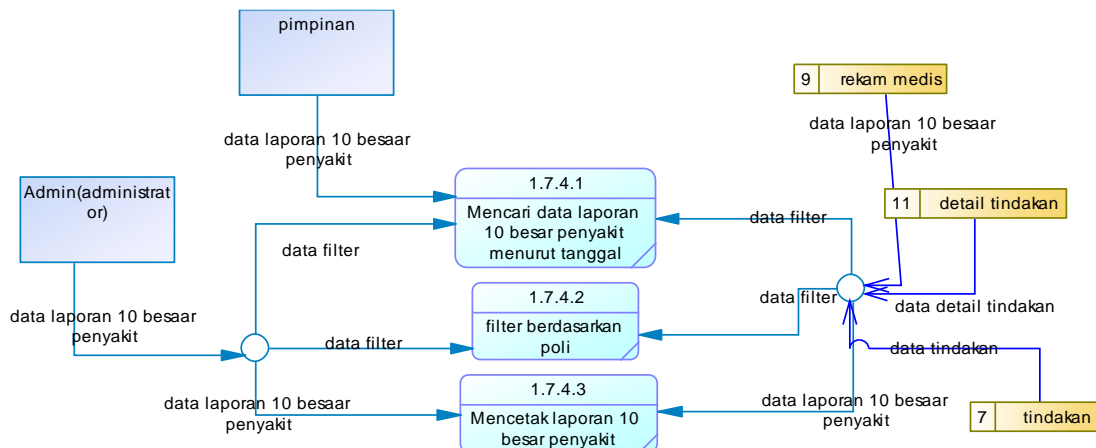 pimpinan
9 rekam medis
data laporan 10 besaar
penyakit
data laporan 10 besaar
penyakit
Admin(administrat
or)
1.7.4.1
Mencari data laporan
10 besar penyakit
menurut tanggal
11 detail tindakan
data filter
data filter
data filter
data detail tindakan
1.7.4.2
filter berdasarkan
poli
data laporan 10 besaar
penyakit
data filter
data tindakan
1.7.4.3
Mencetak laporan 10
besar penyakit
data laporan 10 besaar
penyakit
data laporan 10 besaar
penyakit
7 tindakan